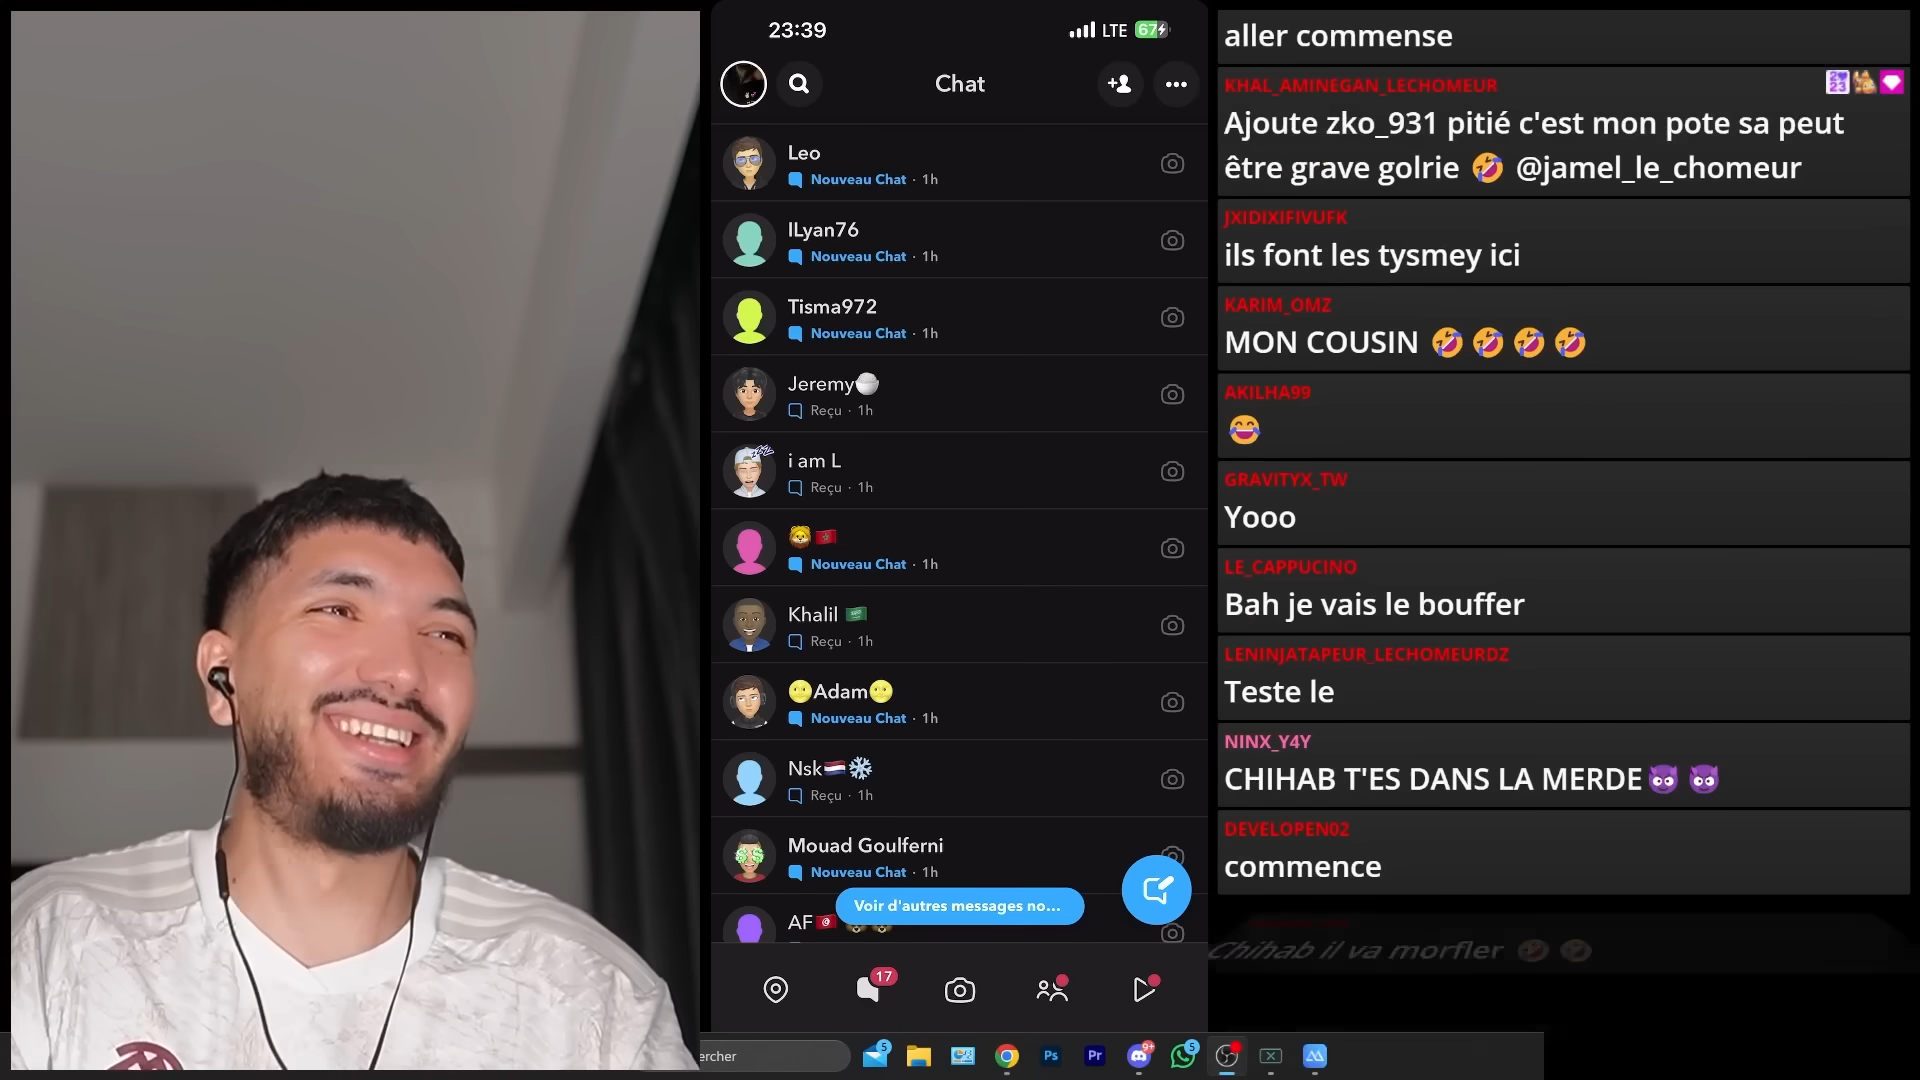 23:39
LTE
67
Chat
Leo
Nouveau Chat · 1h
ILyan76
Nouveau Chat · 1h
Tisma972
Nouveau Chat · 1h
Jeremy
Reçu · 1h
i am L
Reçu · 1h
Nouveau Chat · 1h
Khalil
Reçu · 1h
🌝Adam🌝
Nouveau Chat · 1h
Nsk🇳🇱❄️
Reçu · 1h
Mouad Goulferni
Nouveau Chat · 1h
Voir d'autres messages no...
AF
17
aller commense
KHAL_AMINEGAN_LECHOMEUR
Ajoute zko_931 pitié c'est mon pote sa peut
être grave golrie 🤣 @jamel_le_chomeur
JXIDIXIFIVUFK
ils font les tysmey ici
KARIM_OMZ
MON COUSIN 🤣 🤣 🤣 🤣
AKILHA99
😂
GRAVITYX_TW
Yooo
LE_CAPPUCINO
Bah je vais le bouffer
LENINJATAPEUR_LECHOMEURDZ
Teste le
NINX_Y4Y
CHIHAB T'ES DANS LA MERDE😈 😈
DEVELOPEN02
commence
Chihab il va morfler 🤣 🤣
ercher
5
Ps
Pr
9+
5